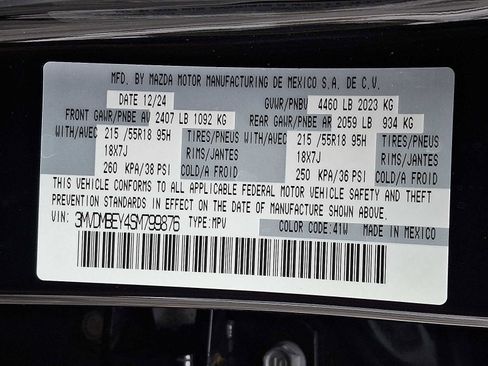 MFD. BY MAZDA MOTOR MANUFACTURING DE MEXICO S.A. DE C.V.
DATE 12/24 GVWR/PNBV 4460 LB 2023 KG
FRONT GAWR/PNBE AV 2407 LB 1092 KG REAR GAWR/PNBE AR 2059 LB 934 KG
WITH/AVEC 215 /55R18 95H TIRES/PNEUS WITH/AVEC 215 /55R18 95H TIRES/PNEUS
18X7J RIMS/JANTES 18X7J RIMS/JANTES
260 KPA/38 PSI COLD/A FROID 250 KPA/36 PSI COLD/A FROID
THIS VEHICLE CONFORMS TO ALL APPLICABLE FEDERAL MOTOR VEHICLE SAFETY AND THEFT
PREVENTION STANDARDS IN EFFECT ON THE DATE OF MANUFACTURE SHOWN ABOVE.
VIN: 3MVDMBEY4SM799876 TYPE: MPV COLOR CODE: 41W MADE IN MEXICO